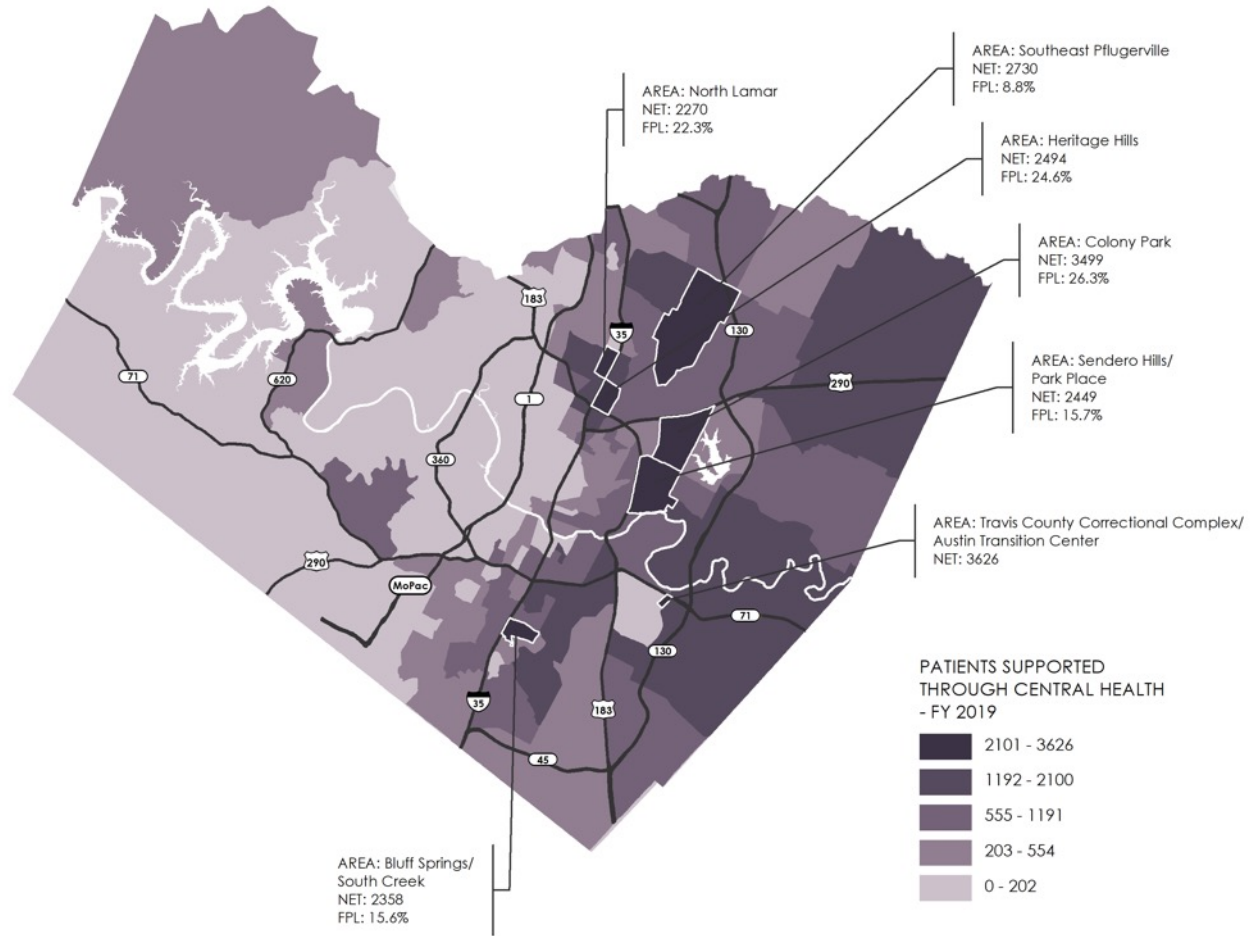 AREA: Southeast Pflugerville
NET: 2730
FPL: 8.8%
AREA: North Lamar
NET: 2270
FPL: 22.3%
AREA: Heritage Hills
NET: 2494
FPL: 24.6%
AREA: Colony Park
NET: 3499
FPL: 26.3%
AREA: Sendero Hills/
Park Place
NET: 2449
FPL: 15.7%
AREA: Travis County Correctional Complex/
Austin Transition Center
NET: 3626
AREA: Bluff Springs/
South Creek
NET: 2358
FPL: 15.6%
183
35
130
290
71
620
1
360
290
MoPac
71
130
35
183
45
PATIENTS SUPPORTED
THROUGH CENTRAL HEALTH
- FY 2019
2101 - 3626
1192 - 2100
555 - 1191
203 - 554
0 - 202